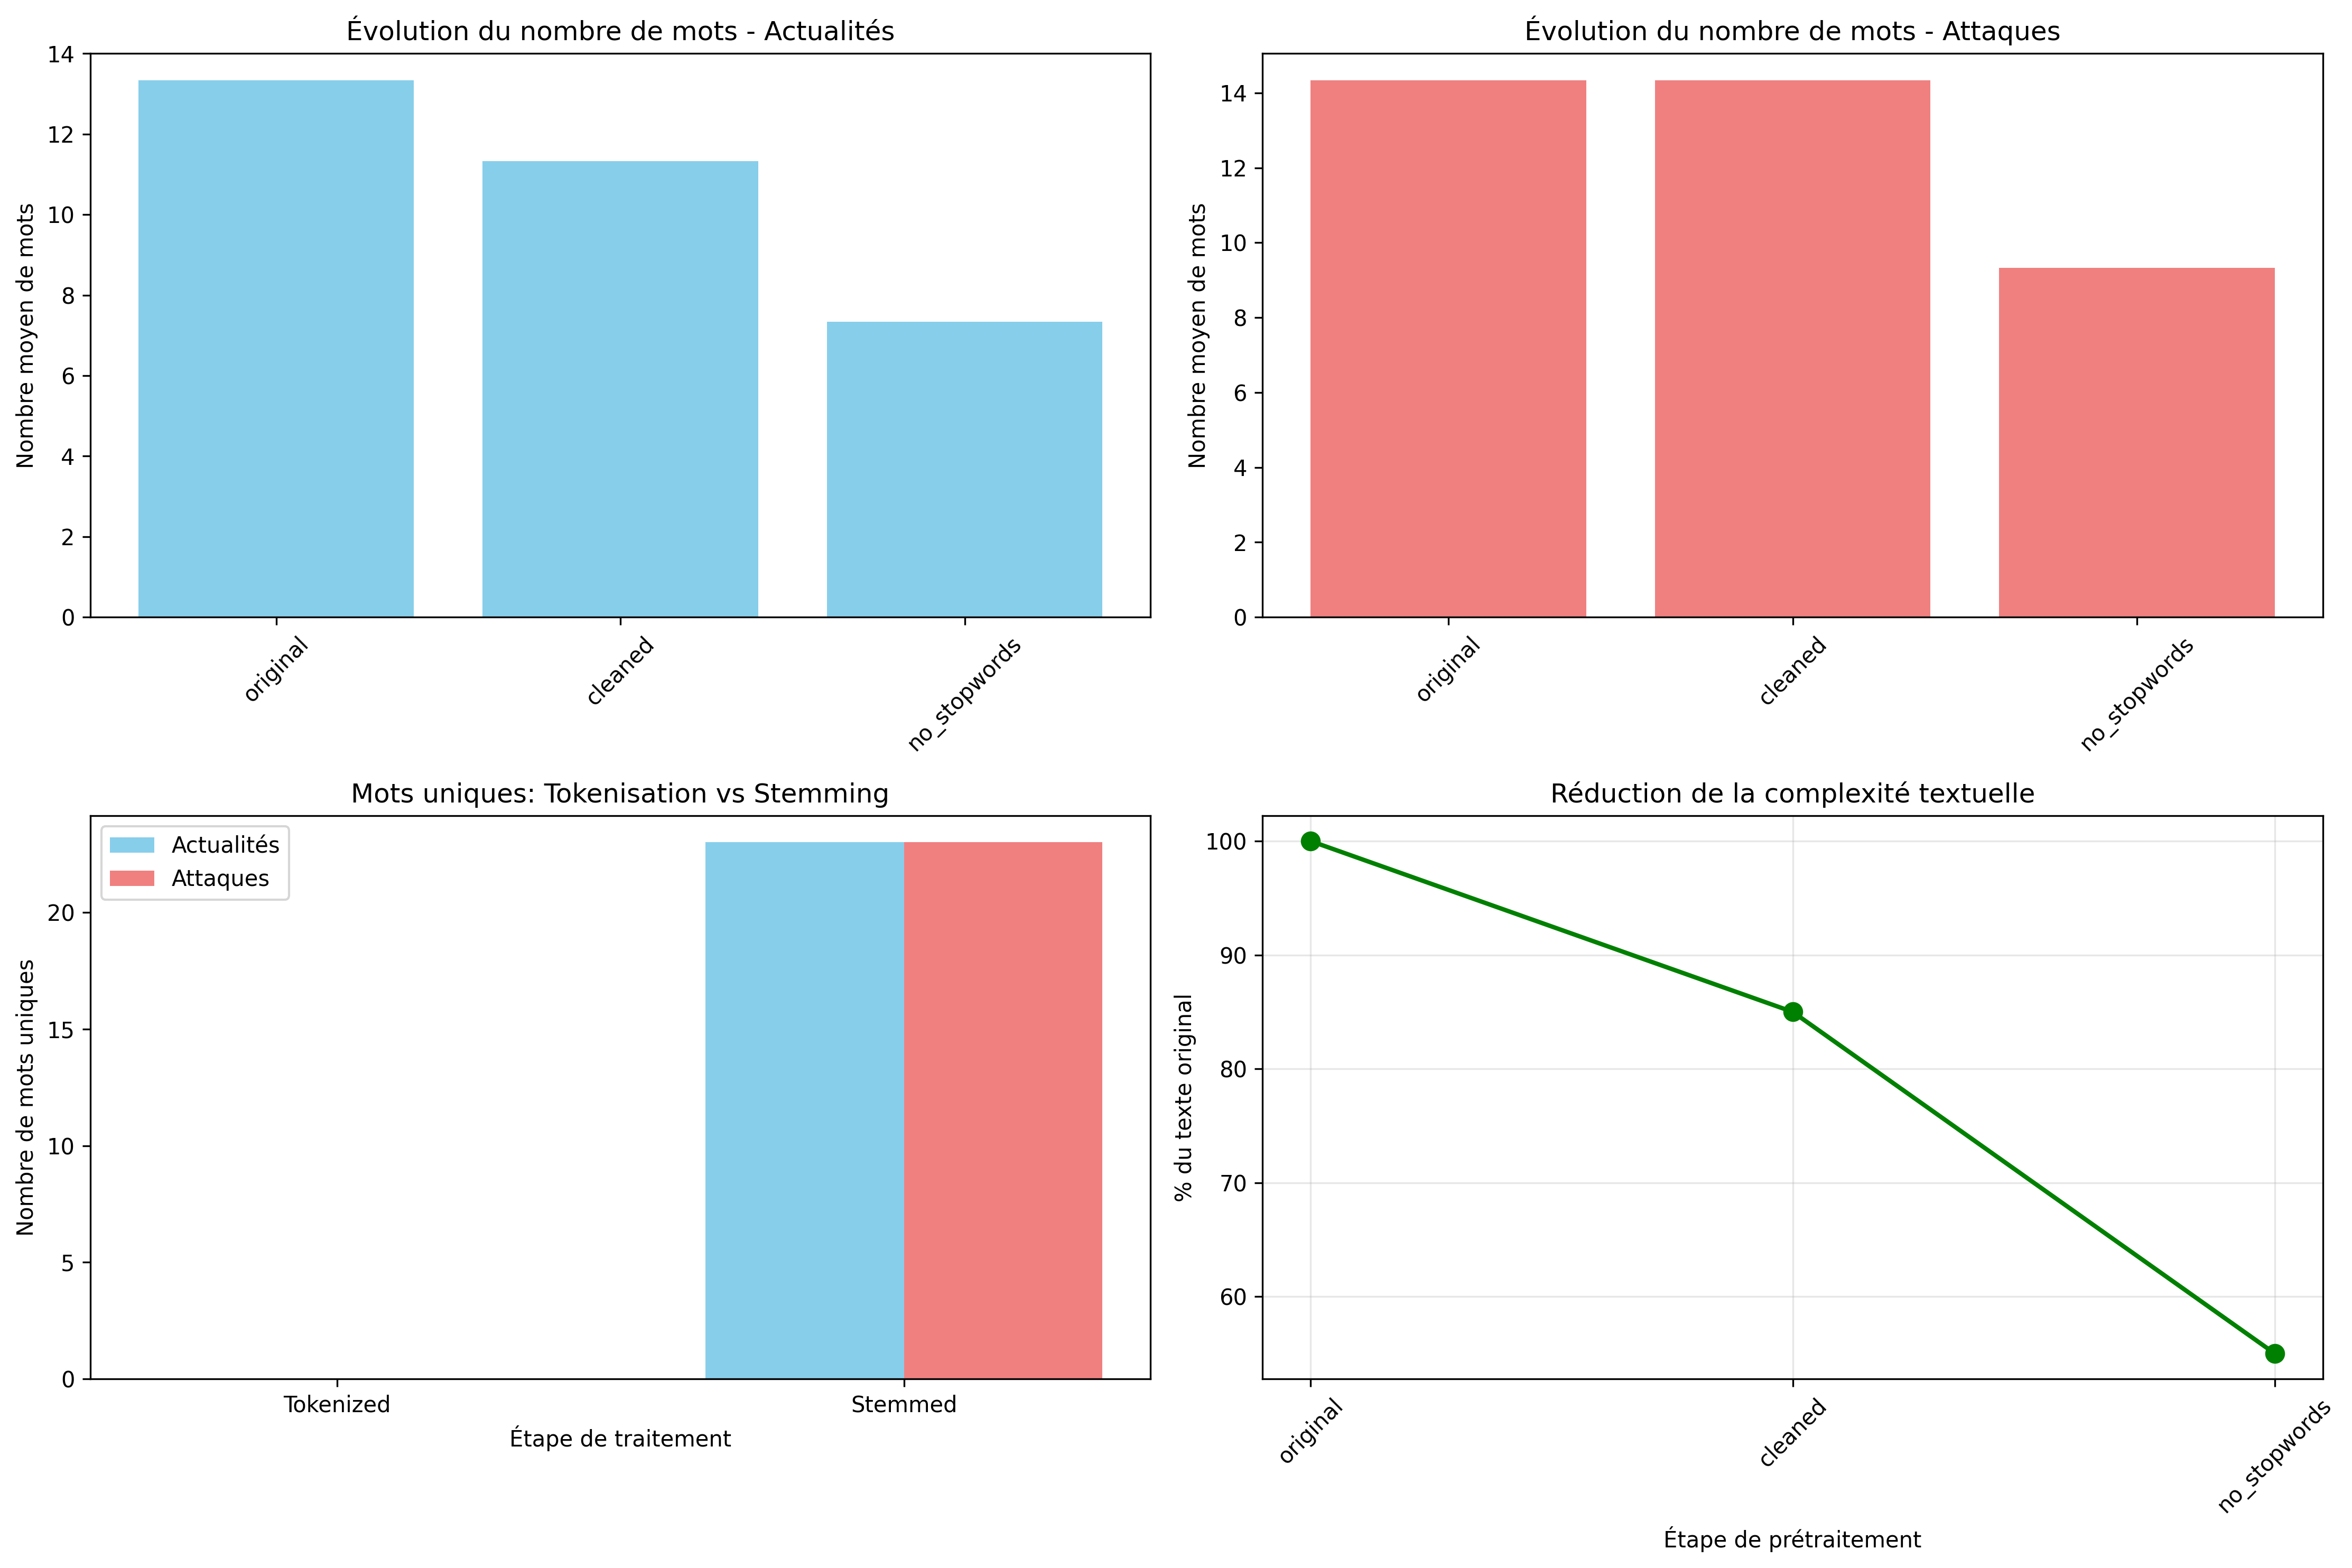 Évolution du nombre de mots - Actualités
Nombre moyen de mots
14
12
10
8
6
4
2
0
original
cleaned
no_stopwords
Évolution du nombre de mots - Attaques
Nombre moyen de mots
14
12
10
8
6
4
2
0
original
cleaned
no_stopwords
Mots uniques: Tokenisation vs Stemming
Actualités
Attaques
Nombre de mots uniques
20
15
10
5
0
Tokenized
Stemmed
Étape de traitement
Réduction de la complexité textuelle
% du texte original
100
90
80
70
60
original
cleaned
no_stopwords
Étape de prétraitement